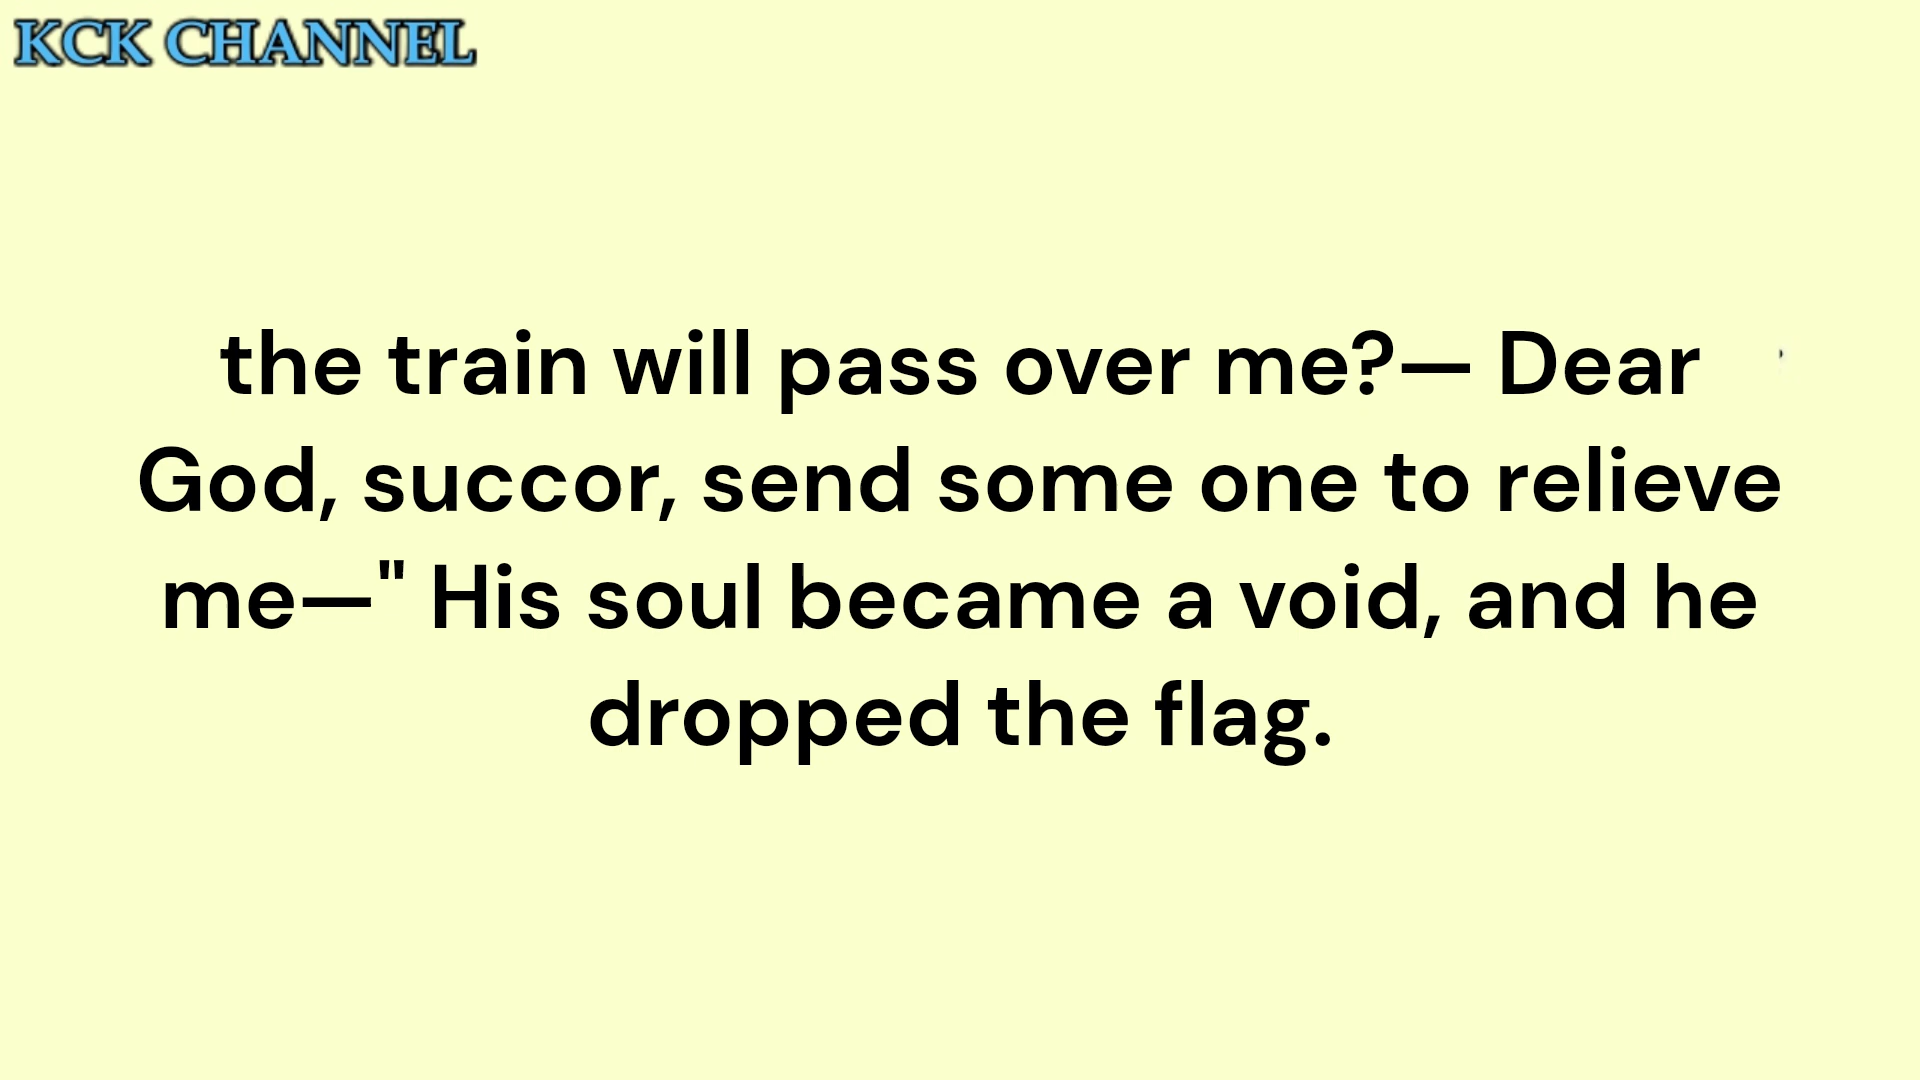 KCK CHANNEL
the train will pass over me?— Dear
God, succor, send some one to relieve
me—" His soul became a void, and he
dropped the flag.